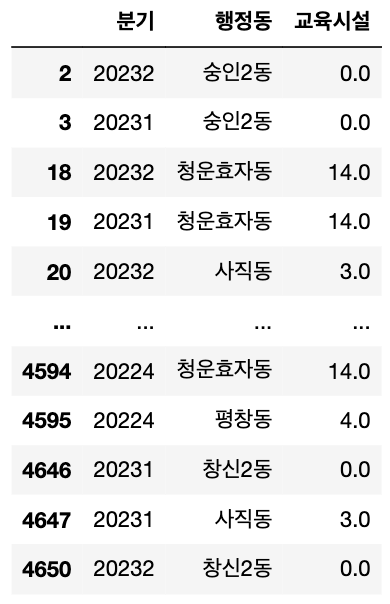 분기 행정동 교육시설
2 20232 숭인2동 0.0
3 20231 숭인2동 0.0
18 20232 청운효자동 14.0
19 20231 청운효자동 14.0
20 20232 사직동 3.0
... ... ... ...
4594 20224 청운효자동 14.0
4595 20224 평창동 4.0
4646 20231 창신2동 0.0
4647 20231 사직동 3.0
4650 20232 창신2동 0.0